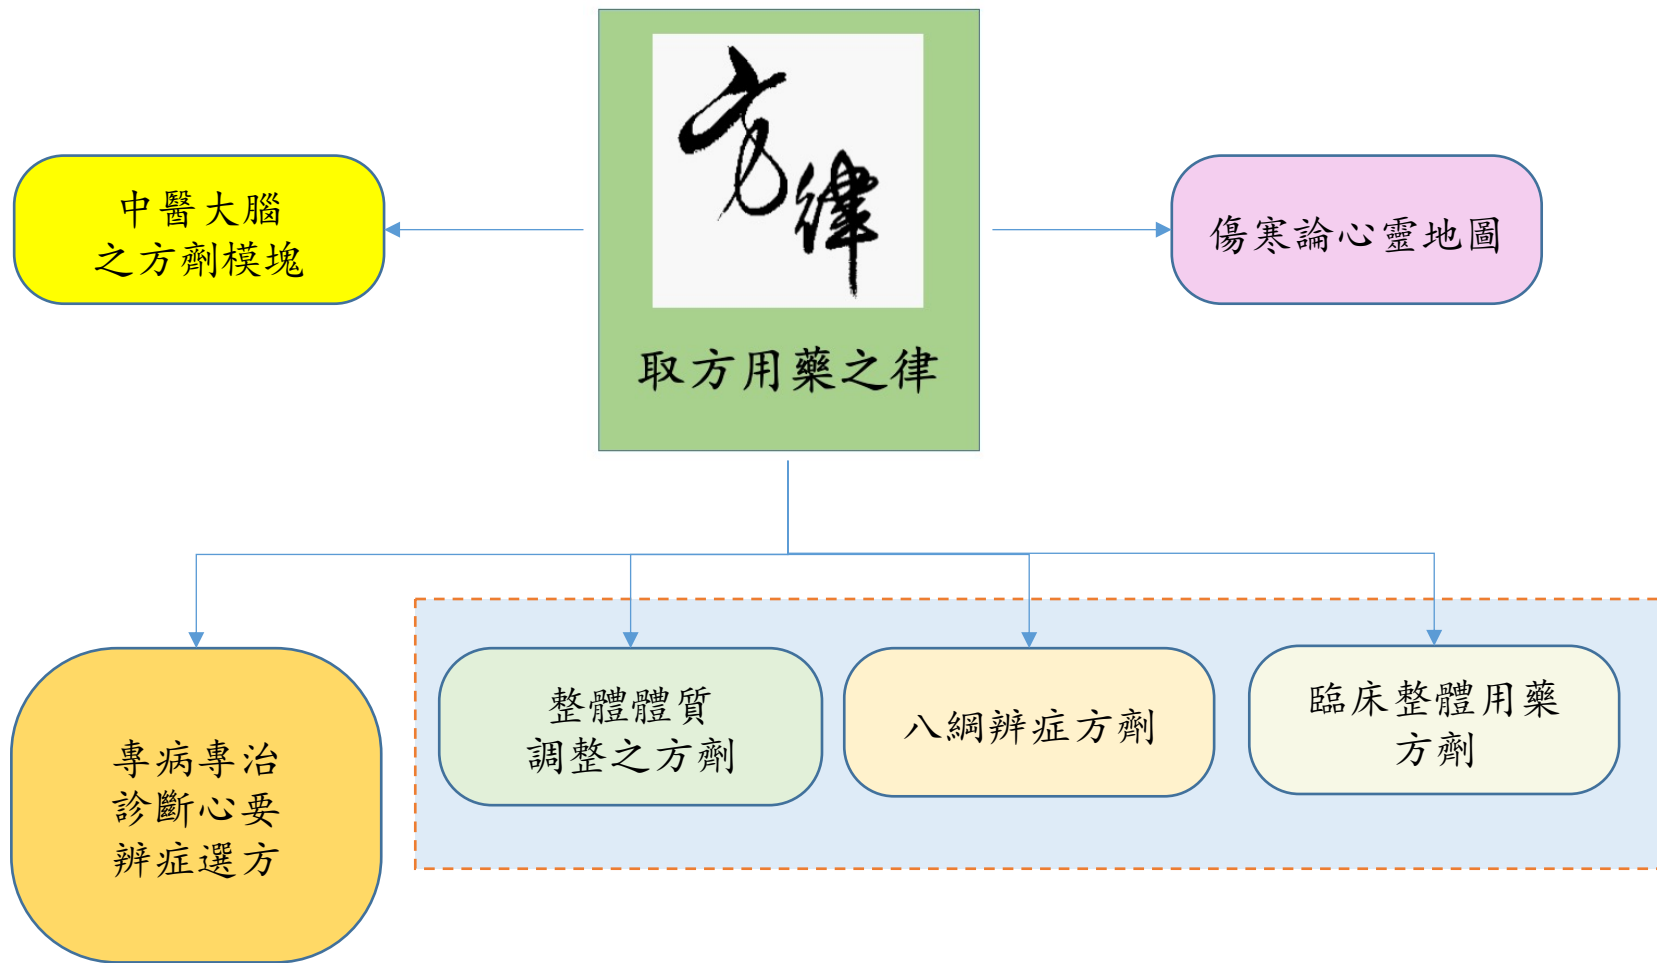 方律
取方用藥之律
中醫大腦
之方劑模塊
傷寒論心靈地圖
專病專治
診斷心要
辨症選方
整體體質
調整之方劑
八綱辨症方劑
臨床整體用藥
方劑